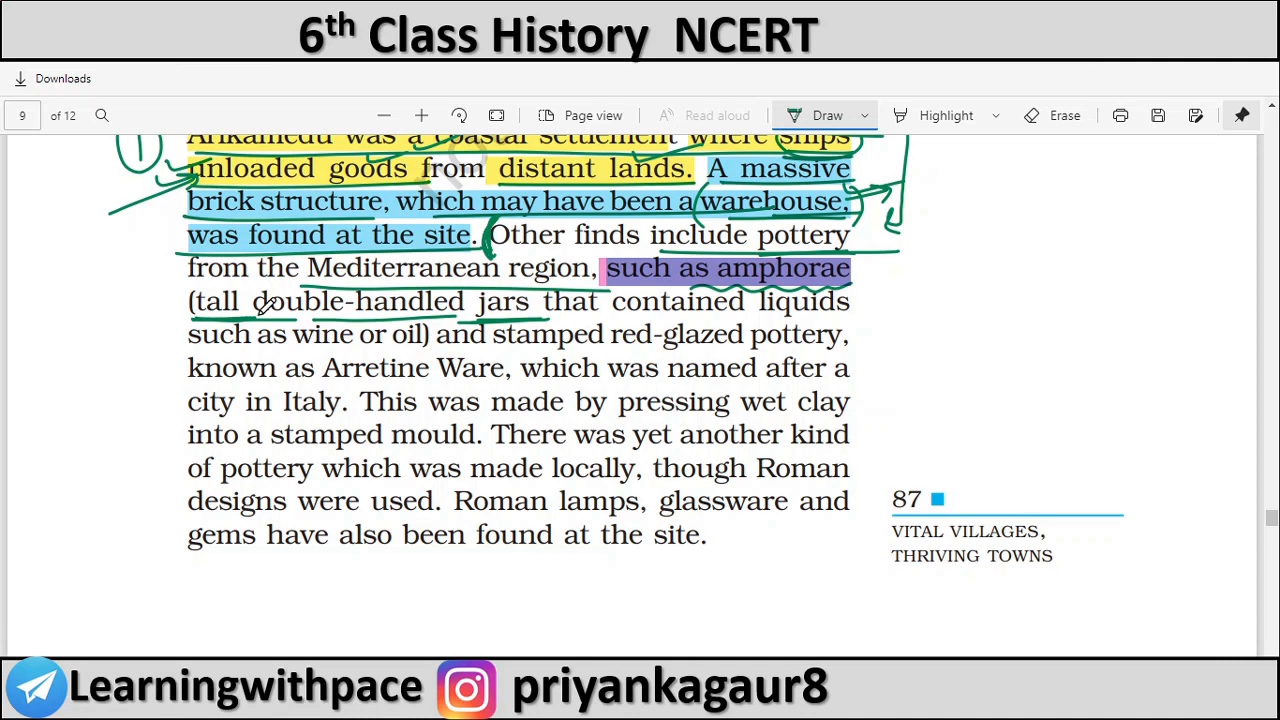 6th Class History NCERT
Downloads
9 of 12 Page view Read aloud Draw Highlight Erase
Arikamedu was a coastal settlement where ships
unloaded goods from distant lands. A massive
brick structure, which may have been a warehouse,
was found at the site. Other finds include pottery
from the Mediterranean region, such as amphorae
(tall double-handled jars that contained liquids
such as wine or oil) and stamped red-glazed pottery,
known as Arretine Ware, which was named after a
city in Italy. This was made by pressing wet clay
into a stamped mould. There was yet another kind
of pottery which was made locally, though Roman
designs were used. Roman lamps, glassware and
gems have also been found at the site.
87
VITAL VILLAGES,
THRIVING TOWNS
Learningwithpace priyankagaur8